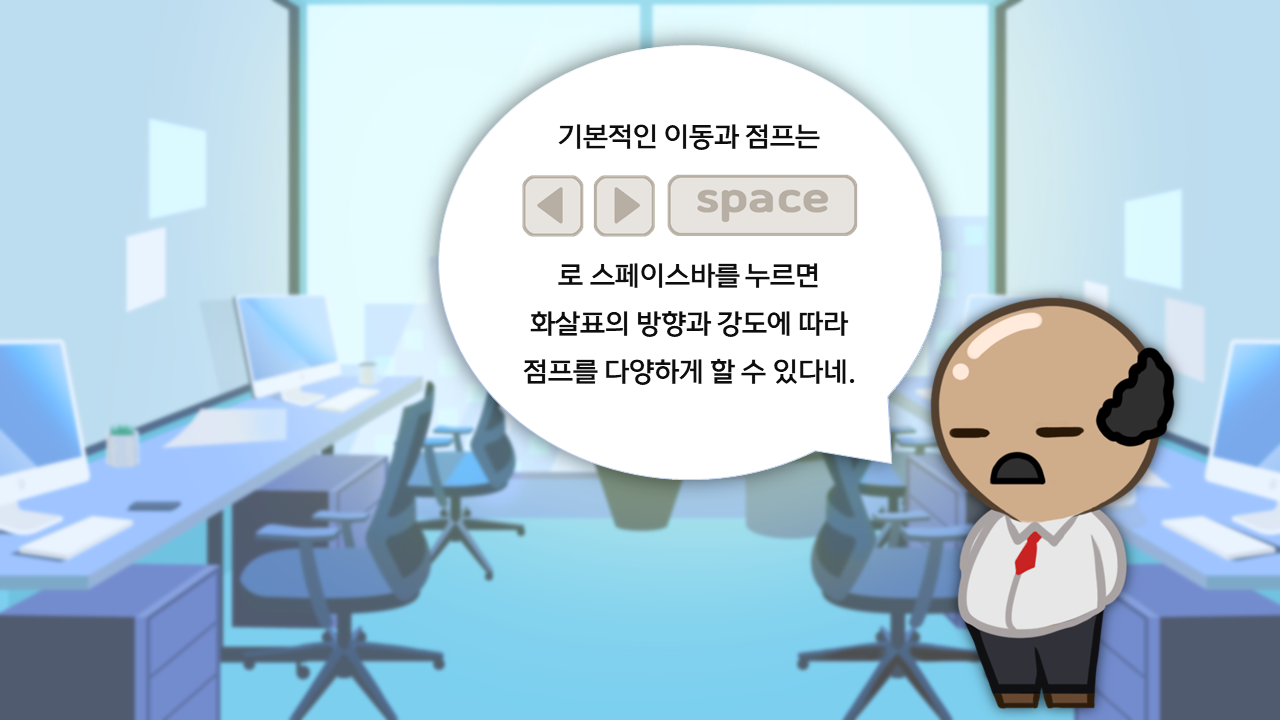 기본적인 이동과 점프는
space
로 스페이스바를 누르면
화살표의 방향과 강도에 따라
점프를 다양하게 할 수 있다네.